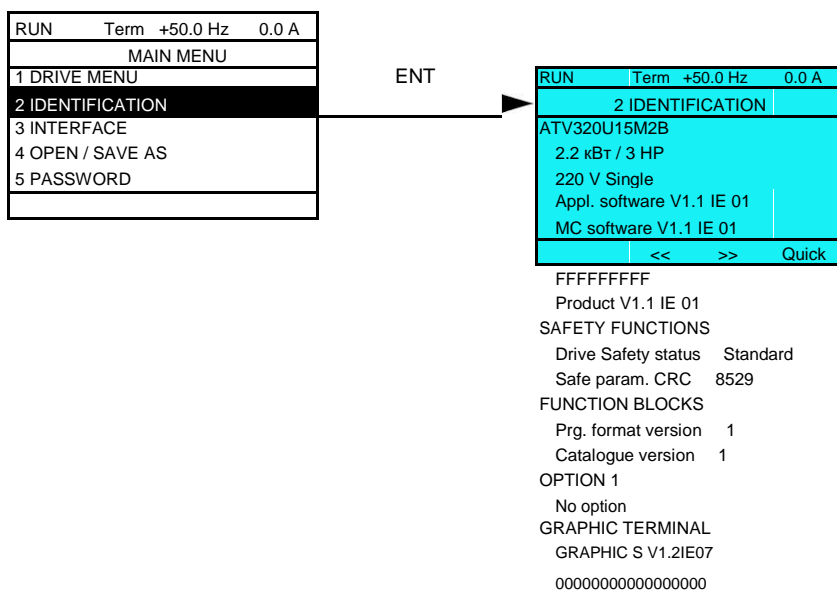 RUN Term +50.0 Hz 0.0 A
MAIN MENU
1 DRIVE MENU
2 IDENTIFICATION
3 INTERFACE
4 OPEN / SAVE AS
5 PASSWORD
ENT
RUN Term +50.0 Hz 0.0 A
2 IDENTIFICATION
ATV320U15M2B
2.2 кВт / 3 HP
220 V Single
Appl. software V1.1 IE 01
MC software V1.1 IE 01
<< >> Quick
FFFFFFFFF
Product V1.1 IE 01
SAFETY FUNCTIONS
Drive Safety status Standard
Safe param. CRC 8529
FUNCTION BLOCKS
Prg. format version 1
Catalogue version 1
OPTION 1
No option
GRAPHIC TERMINAL
GRAPHIC S V1.2IE07
00000000000000000